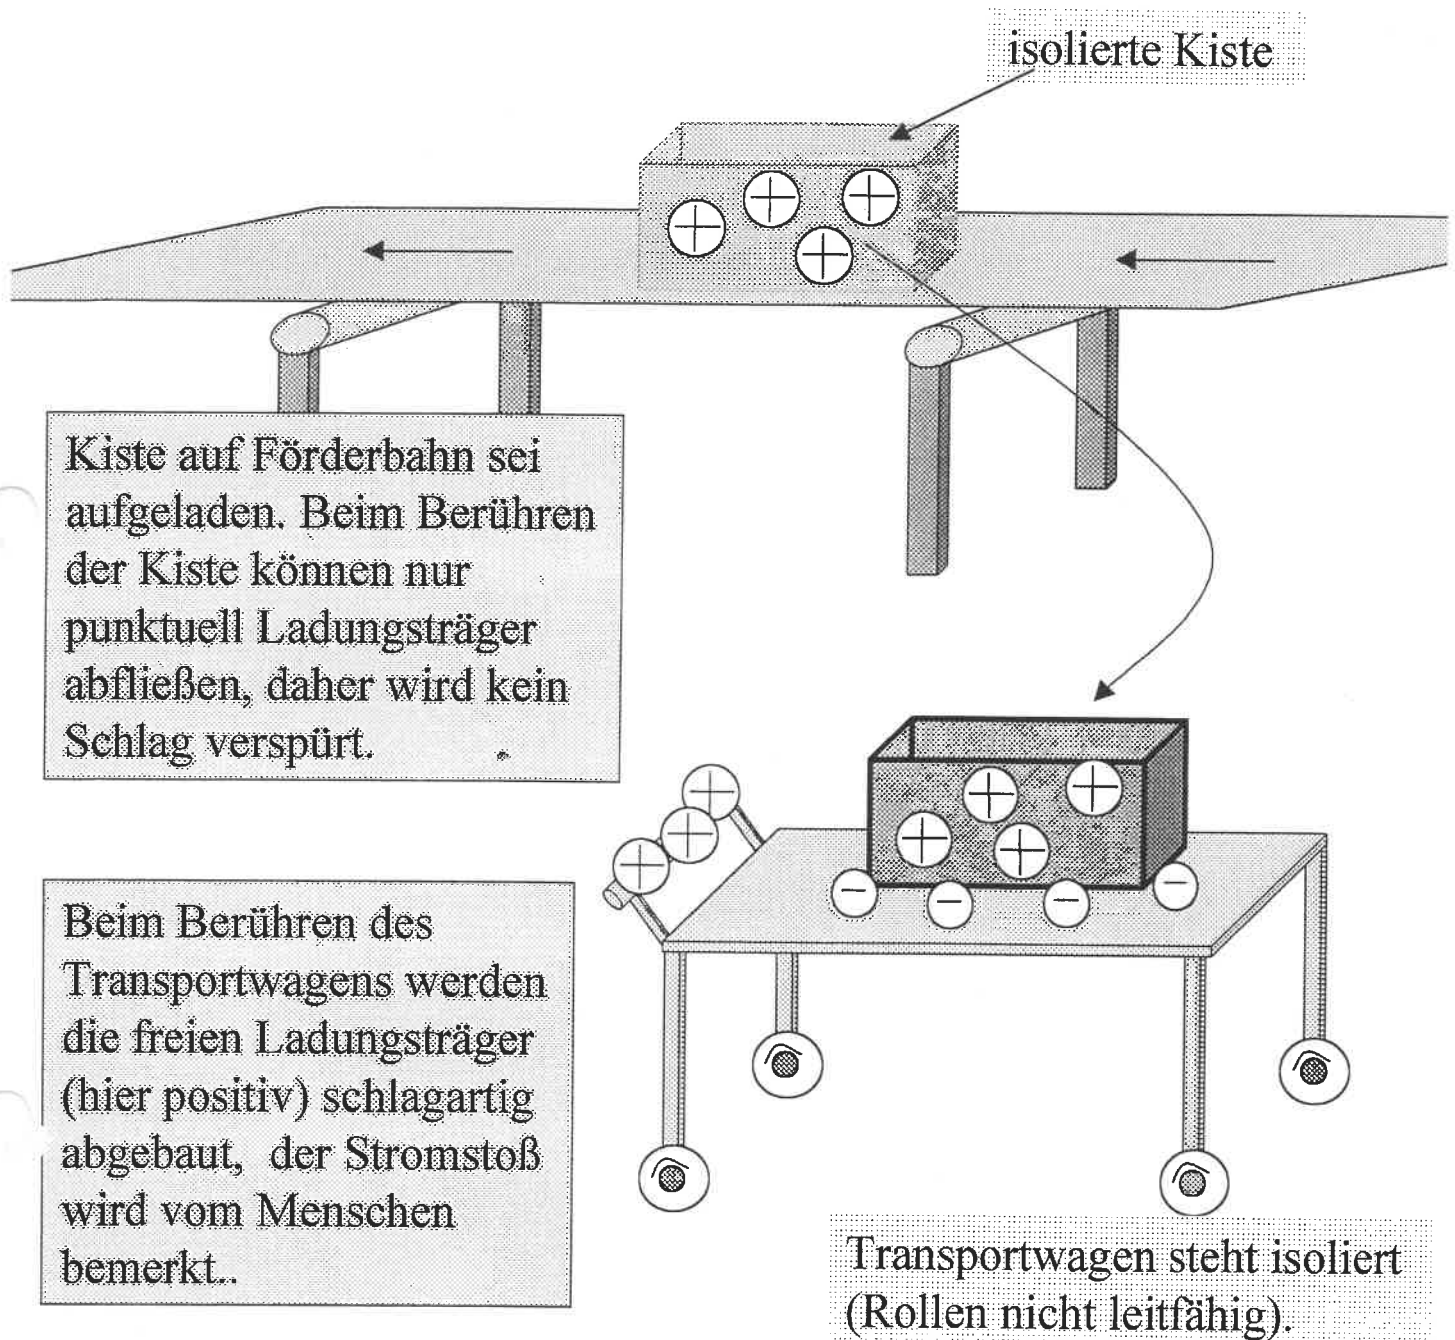 isolierte Kiste
Kiste auf Förderbahn sei
aufgeladen. Beim Berühren
der Kiste können nur
punktuell Ladungsträger
abfließen, daher wird kein
Schlag verspürt.
Beim Berühren des
Transportwagens werden
die freien Ladungsträger
(hier positiv) schlagartig
abgebaut, der Stromstoß
wird vom Menschen
bemerkt..
Transportwagen steht isoliert
(Rollen nicht leitfähig).